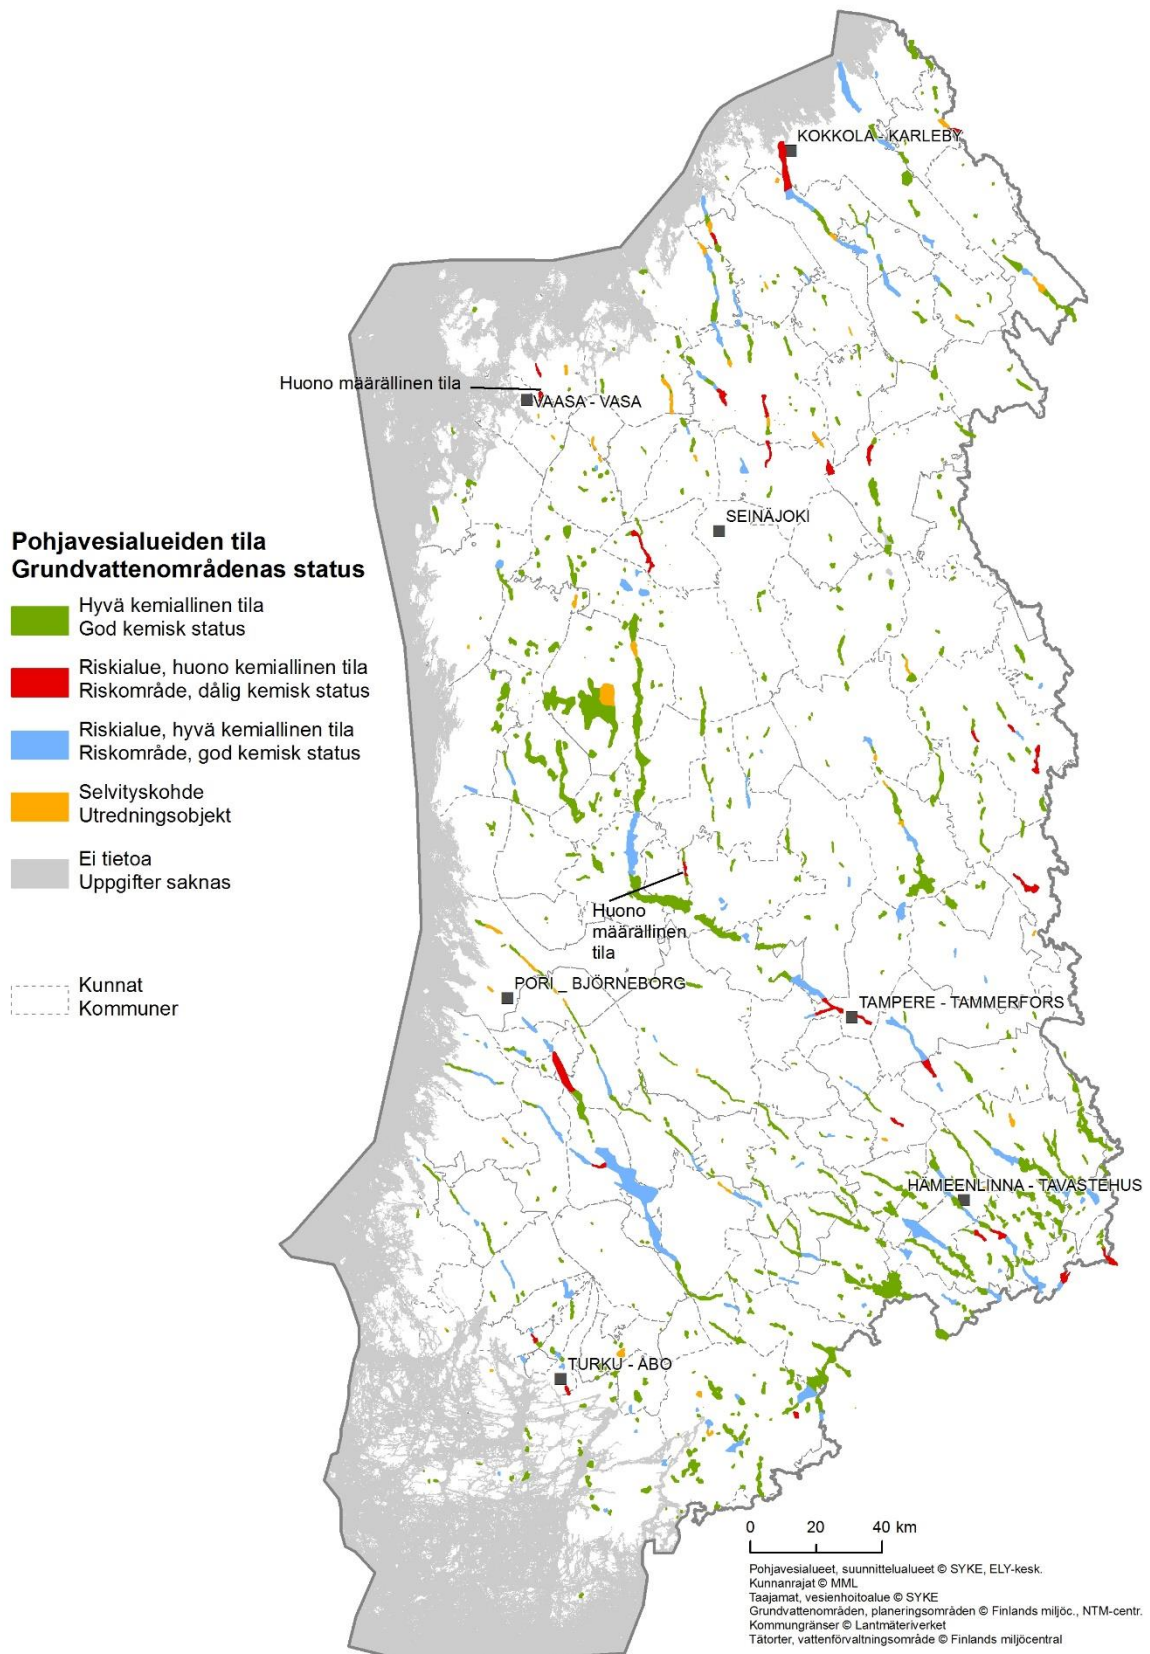 KOKKOLA - KARLEBY
Huono määrällinen tila
VAASA - VASA
SEINÄJOKI
Pohjavesialueiden tila
Grundvattenområdenas status
Hyvä kemiallinen tila
God kemisk status
Riskialue, huono kemiallinen tila
Riskområde, dålig kemisk status
Riskialue, hyvä kemiallinen tila
Riskområde, god kemisk status
Selvityskohde
Utredningsobjekt
Ei tietoa
Uppgifter saknas
Kunnat
Kommuner
Huono
määrällinen
tila
PORI _ BJÖRNEBORG
TAMPERE - TAMMERFORS
HÄMEENLINNA - TAVASTEHUS
TURKU - ÅBO
0 20 40 km
Pohjavesialueet, suunnittelualueet © SYKE, ELY-kesk.
Kunnanrajat © MML
Taajamat, vesienhoitoalue © SYKE
Grundvattenområden, planeringsområden © Finlands miljöc., NTM-centr.
Kommungränser © Lantmäteriverket
Tätorter, vattenförvaltningsområde © Finlands miljöcentral